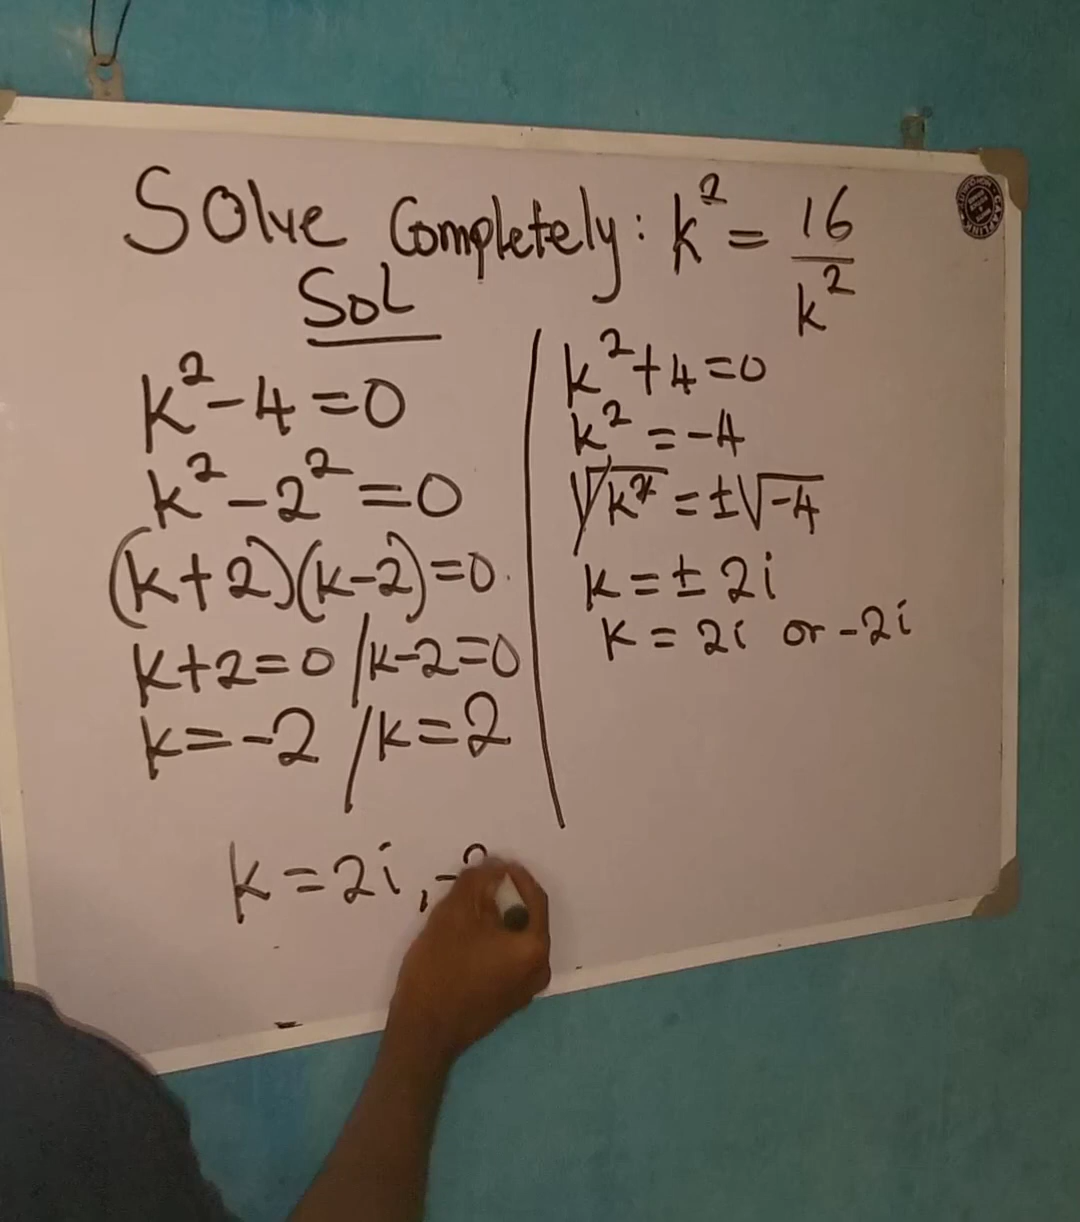 Solve Completely: k² = 16/k²
Sol
k² - 4 = 0
k² - 2² = 0
(k+2)(k-2) = 0.
k+2=0 / k-2=0
k=-2 / k=2
k² + 4 = 0
k² = -4
√k² = ±√-4
k = ± 2i
k = 2i or -2i
k = 2i, -2